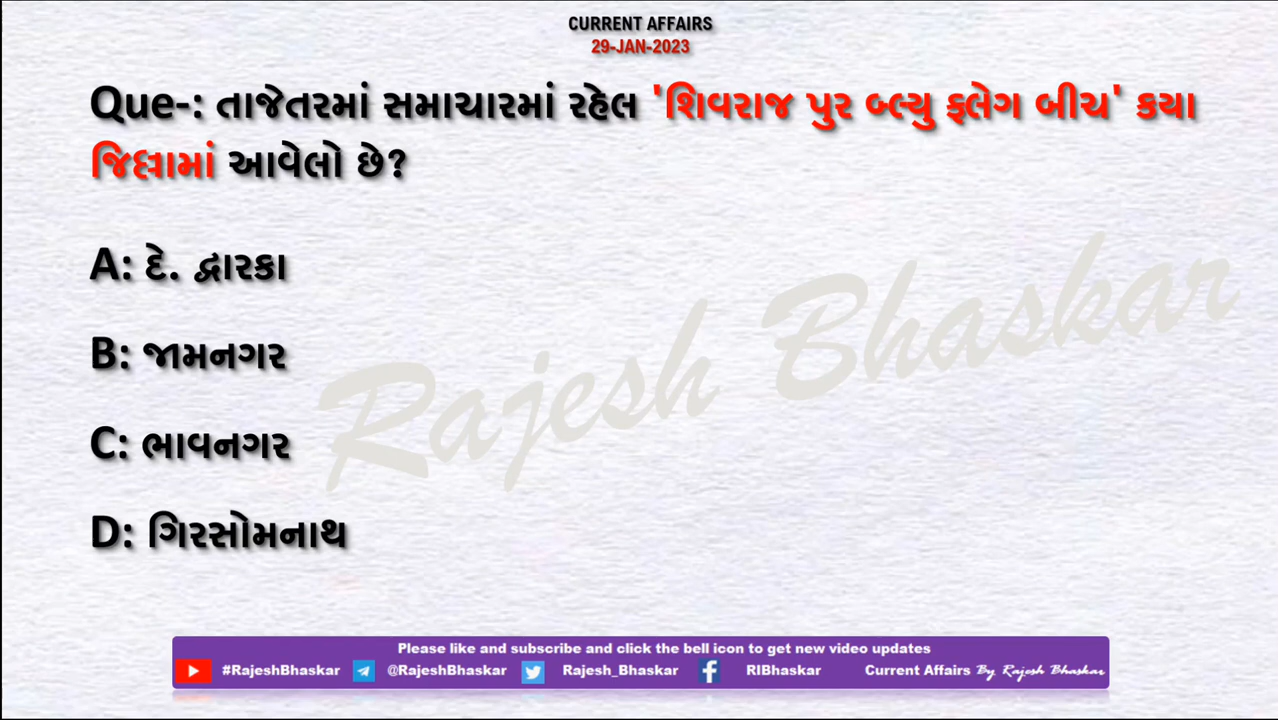 CURRENT AFFAIRS
29-JAN-2023
Que-: તાજેતરમાં સમાચારમાં રહેલ 'શિવરાજ પુર બ્લ્યુ ફ્લેગ બીચ' કયા
જિલ્લામાં આવેલો છે?
A: દે. દ્વારકા
B: જામનગર
C: ભાવનગર
D: ગિરસોમનાથ
Rajesh Bhaskar
Please like and subscribe and click the bell icon to get new video updates
#RajeshBhaskar @RajeshBhaskar Rajesh_Bhaskar RIBhaskar Current Affairs By Rajesh Bhaskar